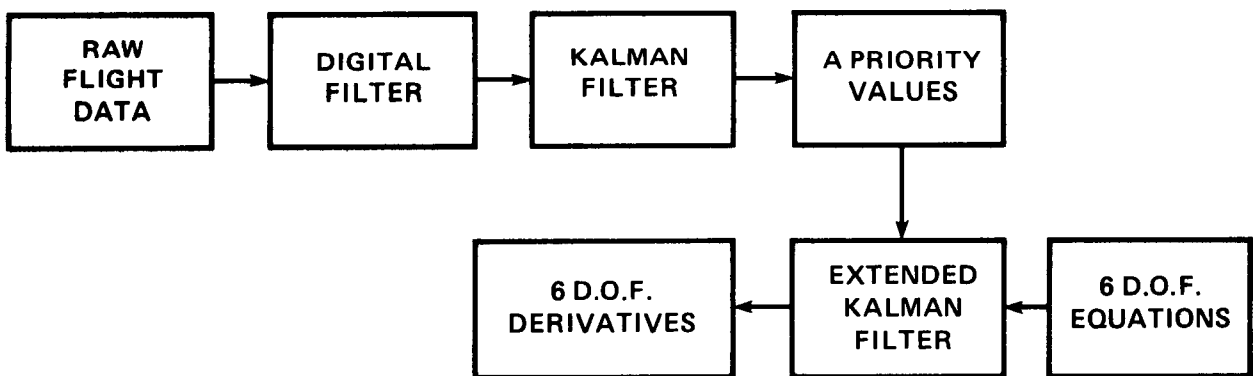 RAW
FLIGHT
DATA
DIGITAL
FILTER
KALMAN
FILTER
A PRIORITY
VALUES
6 D.O.F.
DERIVATIVES
EXTENDED
KALMAN
FILTER
6 D.O.F.
EQUATIONS